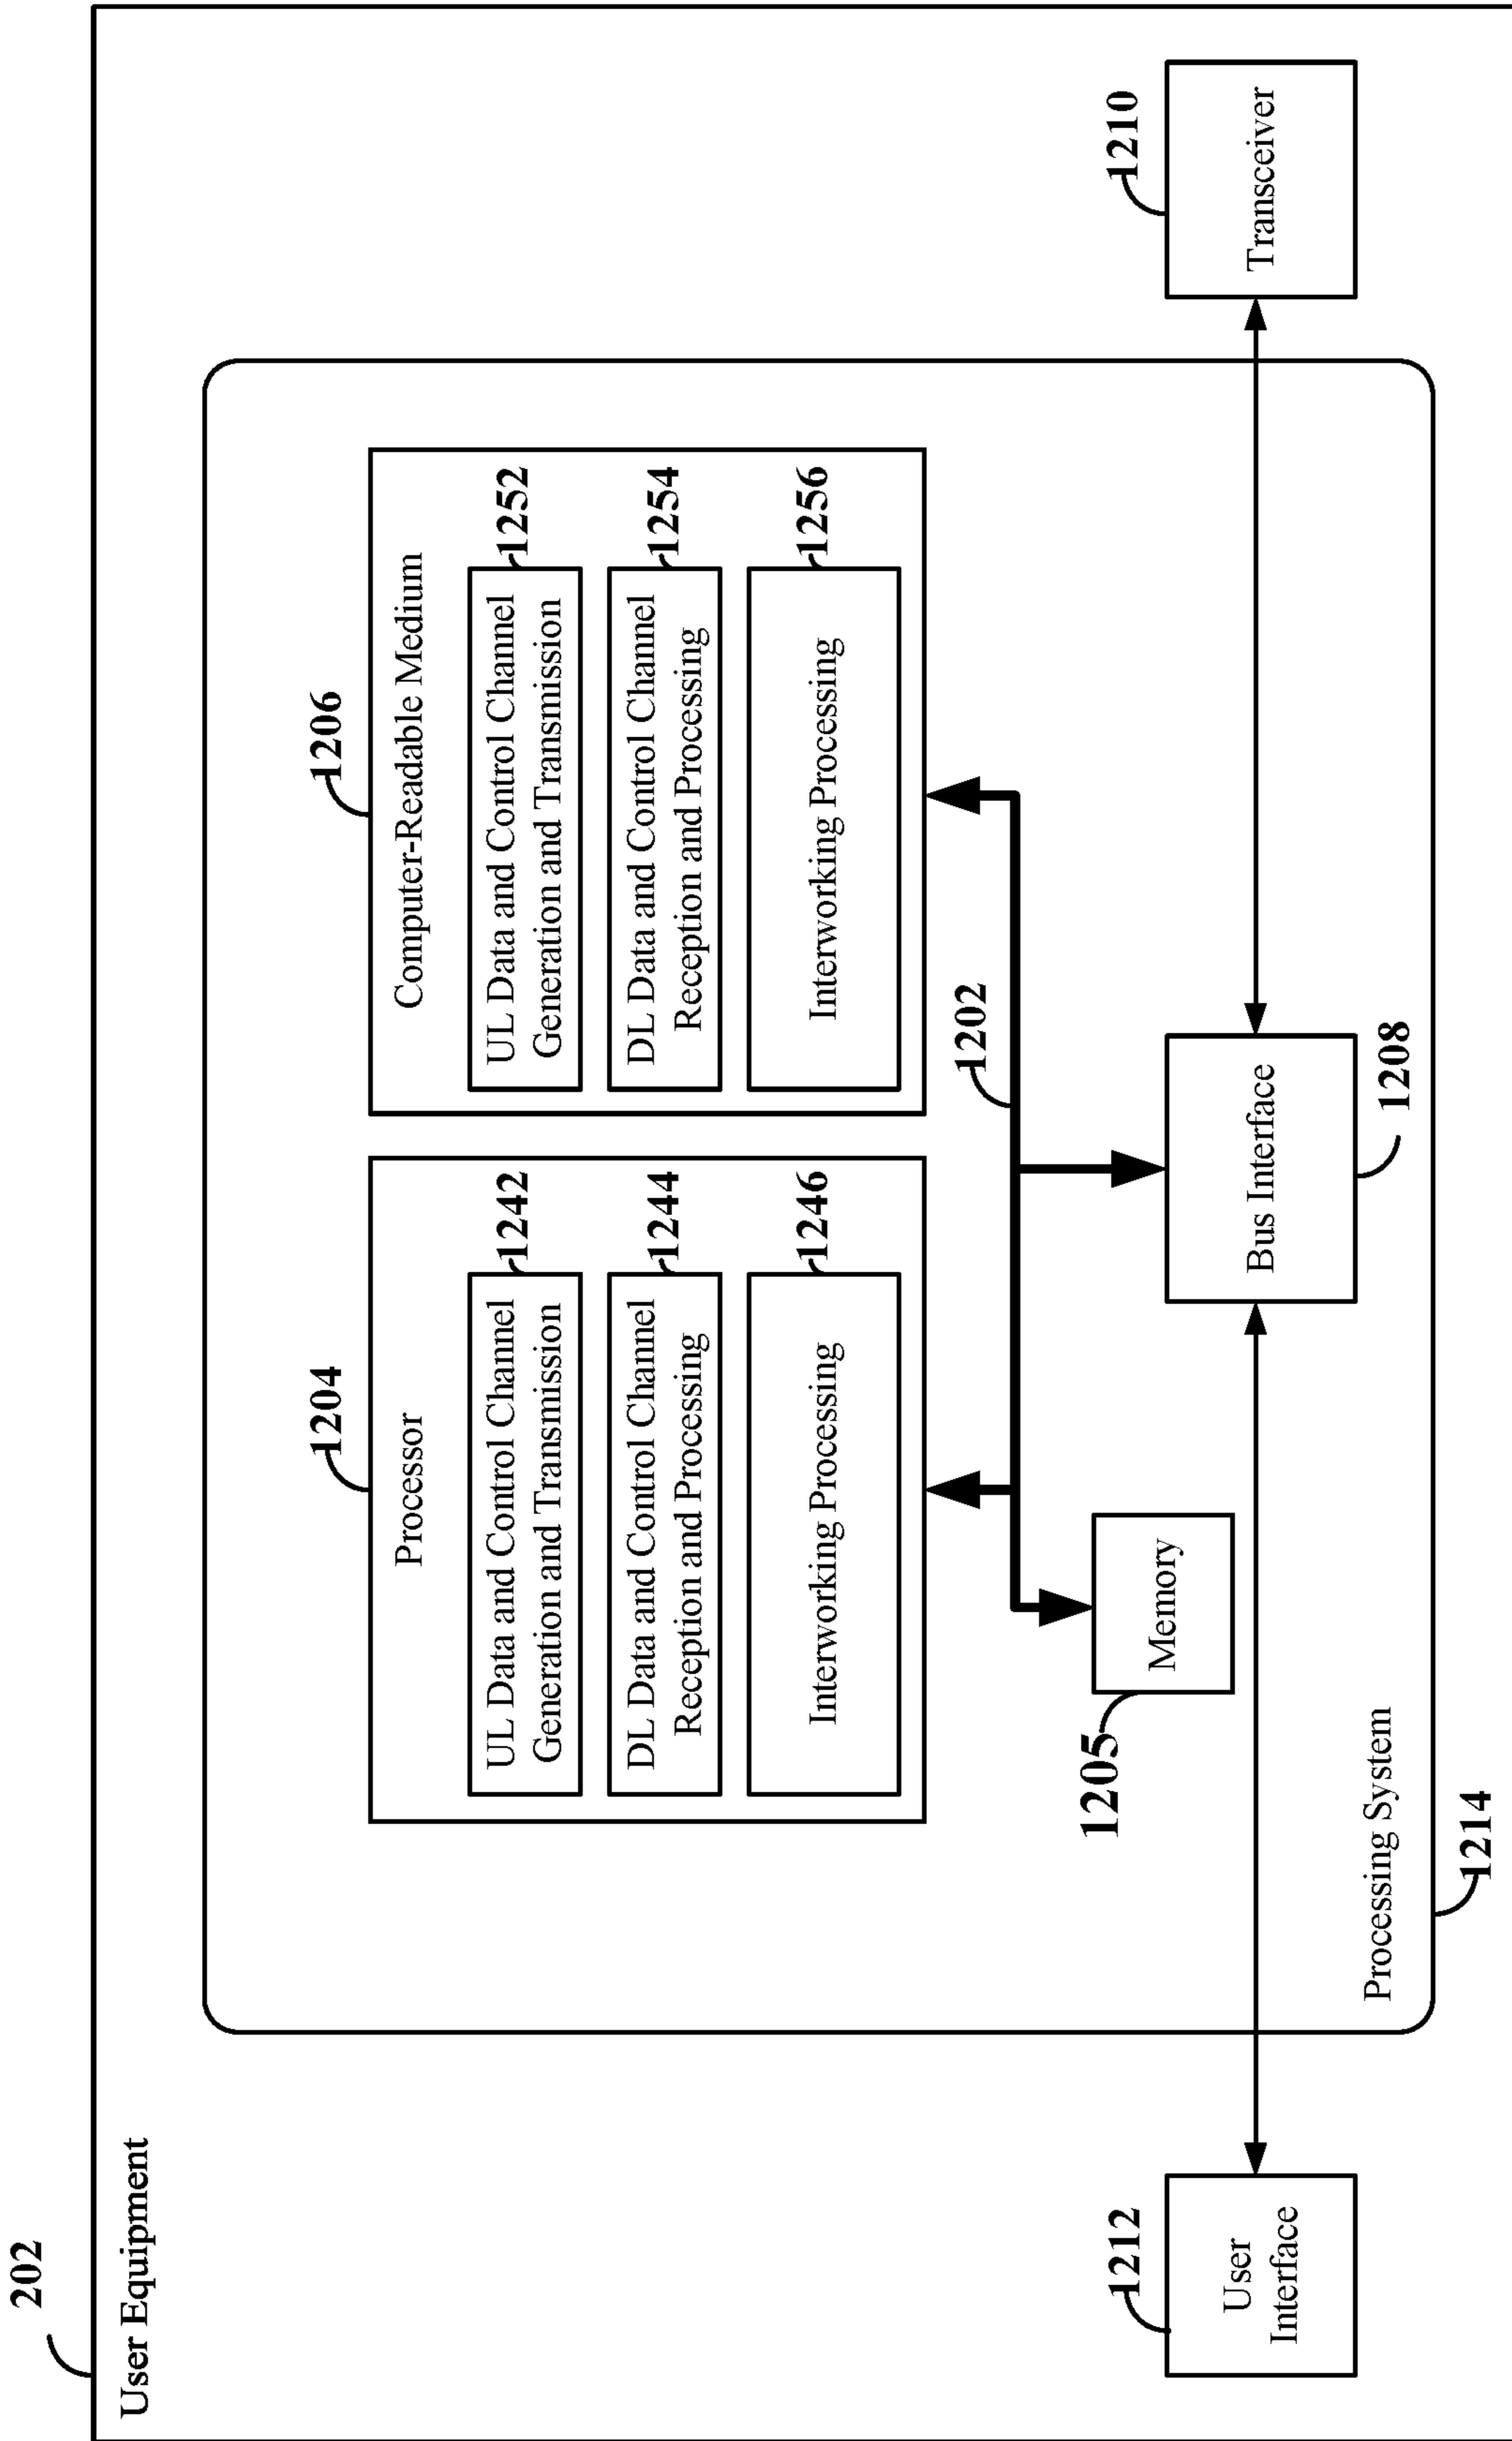 202
User Equipment
1204
Processor
UL Data and Control Channel
Generation and Transmission
1242
DL Data and Control Channel
Reception and Processing
1244
Interworking Processing
1246
1206
Computer-Readable Medium
UL Data and Control Channel
Generation and Transmission
1252
DL Data and Control Channel
Reception and Processing
1254
Interworking Processing
1256
1202
1205
Memory
1212
User
Interface
Bus Interface
1208
1210
Transceiver
Processing System
1214